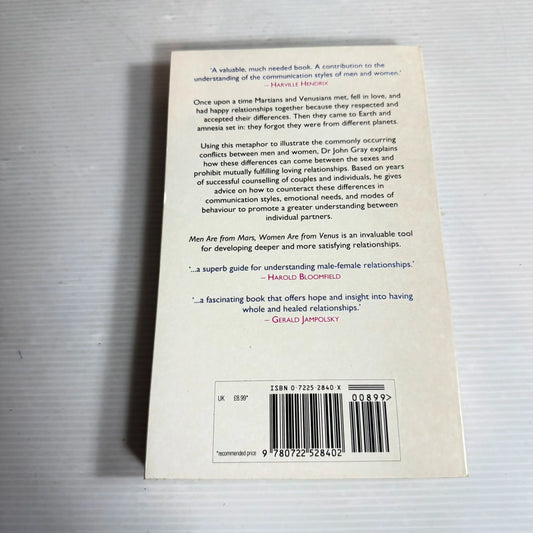 'A valuable, much needed book. A contribution to the
understanding of the communication styles of men and women.'
– HARVILLE HENDRIX
Once upon a time Martians and Venusians met, fell in love, and
had happy relationships together because they respected and
accepted their differences. Then they came to Earth and
amnesia set in: they forgot they were from different planets.
Using this metaphor to illustrate the commonly occurring
conflicts between men and women, Dr John Gray explains
how these differences can come between the sexes and
prohibit mutually fulfilling loving relationships. Based on years
of successful counselling of couples and individuals, he gives
advice on how to counteract these differences in
communication styles, emotional needs, and modes of
behaviour to promote a greater understanding between
individual partners.
Men Are from Mars, Women Are from Venus is an invaluable tool
for developing deeper and more satisfying relationships.
'...a superb guide for understanding male-female relationships.'
– HAROLD BLOOMFIELD
'...a fascinating book that offers hope and insight into having
whole and healed relationships.'
– GERALD JAMPOLSKY
ISBN 0-7225-2840-X
UK £8.99*
00899>
*recommended price
9 780722 528402